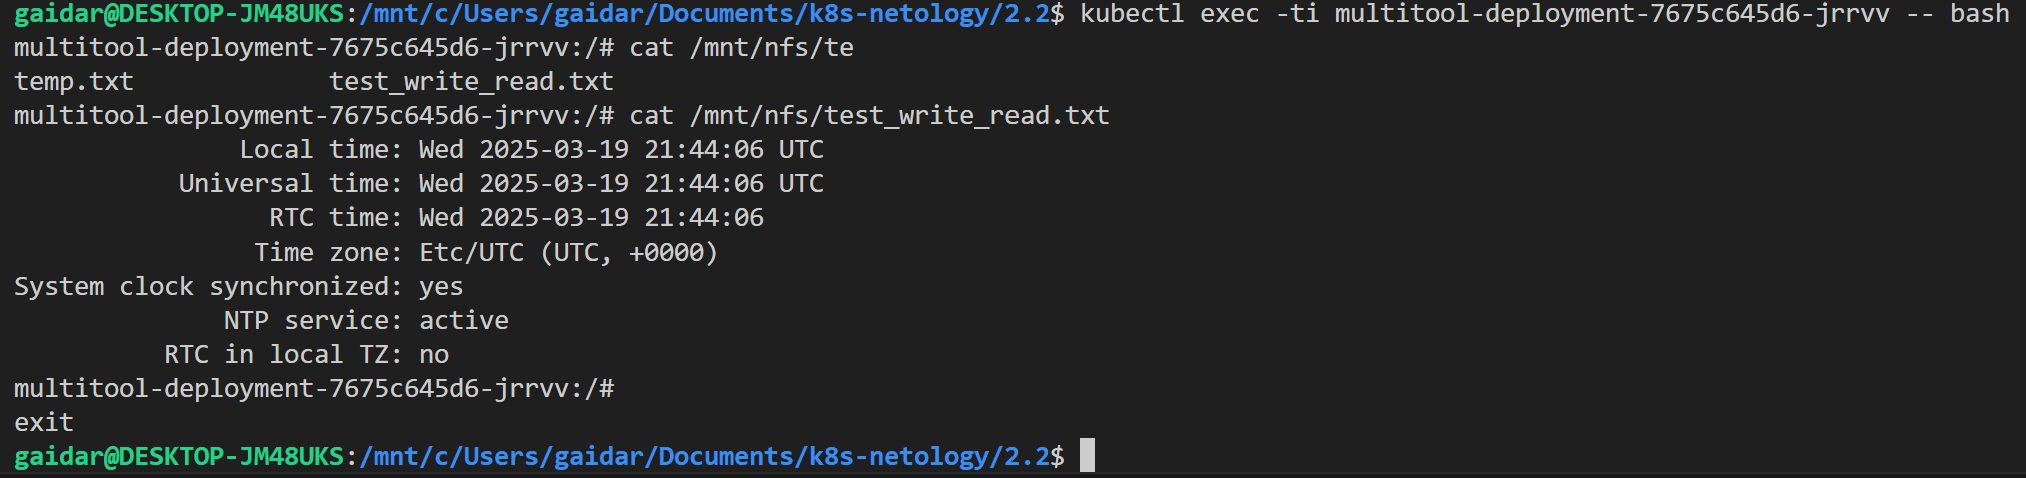 gaidar@DESKTOP-JM48UKS:/mnt/c/Users/gaidar/Documents/k8s-netology/2.2$ kubectl exec -ti multitool-deployment-7675c645d6-jrrvv -- bash
multitool-deployment-7675c645d6-jrrvv:/# cat /mnt/nfs/te
temp.txt             test_write_read.txt
multitool-deployment-7675c645d6-jrrvv:/# cat /mnt/nfs/test_write_read.txt
               Local time: Wed 2025-03-19 21:44:06 UTC
           Universal time: Wed 2025-03-19 21:44:06 UTC
                 RTC time: Wed 2025-03-19 21:44:06
                Time zone: Etc/UTC (UTC, +0000)
System clock synchronized: yes
              NTP service: active
          RTC in local TZ: no
multitool-deployment-7675c645d6-jrrvv:/#
exit
gaidar@DESKTOP-JM48UKS:/mnt/c/Users/gaidar/Documents/k8s-netology/2.2$